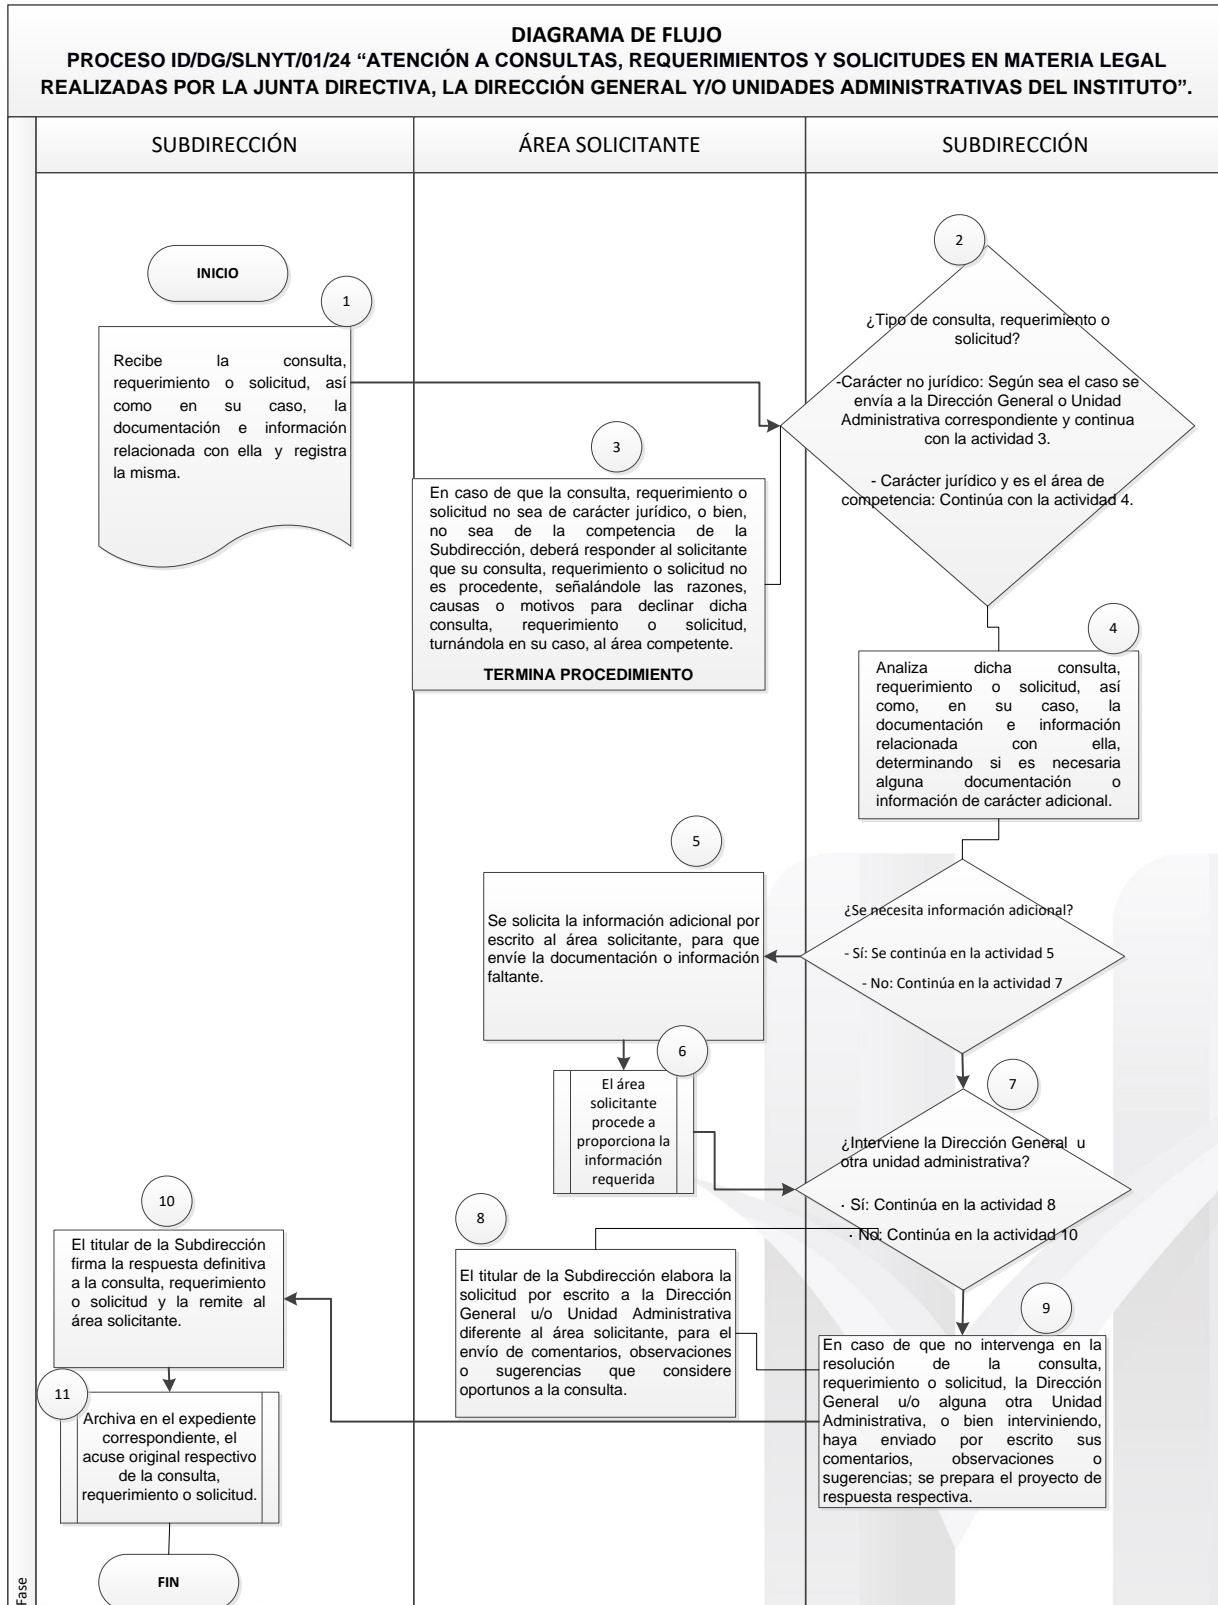 DIAGRAMA DE FLUJO
PROCESO ID/DG/SLNYT/01/24 “ATENCIÓN A CONSULTAS, REQUERIMIENTOS Y SOLICITUDES EN MATERIA LEGAL
REALIZADAS POR LA JUNTA DIRECTIVA, LA DIRECCIÓN GENERAL Y/O UNIDADES ADMINISTRATIVAS DEL INSTITUTO”.
SUBDIRECCIÓN
ÁREA SOLICITANTE
SUBDIRECCIÓN
INICIO
1
Recibe la consulta,
requerimiento o solicitud, así
como en su caso, la
documentación e información
relacionada con ella y registra
la misma.
2
¿Tipo de consulta, requerimiento o
solicitud?
-Carácter no jurídico: Según sea el caso se
envía a la Dirección General o Unidad
Administrativa correspondiente y continua
con la actividad 3.
- Carácter jurídico y es el área de
competencia: Continúa con la actividad 4.
3
En caso de que la consulta, requerimiento o
solicitud no sea de carácter jurídico, o bien,
no sea de la competencia de la
Subdirección, deberá responder al solicitante
que su consulta, requerimiento o solicitud no
es procedente, señalándole las razones,
causas o motivos para declinar dicha
consulta, requerimiento o solicitud,
turnándola en su caso, al área competente.
TERMINA PROCEDIMIENTO
4
Analiza dicha consulta,
requerimiento o solicitud, así
como, en su caso, la
documentación e información
relacionada con ella,
determinando si es necesaria
alguna documentación o
información de carácter adicional.
¿Se necesita información adicional?
- Sí: Se continúa en la actividad 5
- No: Continúa en la actividad 7
5
Se solicita la información adicional por
escrito al área solicitante, para que
envíe la documentación o información
faltante.
6
El área
solicitante
procede a
proporciona la
información
requerida
7
¿Interviene la Dirección General u
otra unidad administrativa?
· Sí: Continúa en la actividad 8
· No: Continúa en la actividad 10
8
El titular de la Subdirección elabora la
solicitud por escrito a la Dirección
General u/o Unidad Administrativa
diferente al área solicitante, para el
envío de comentarios, observaciones
o sugerencias que considere
oportunos a la consulta.
9
En caso de que no intervenga en la
resolución de la consulta,
requerimiento o solicitud, la Dirección
General u/o alguna otra Unidad
Administrativa, o bien interviniendo,
haya enviado por escrito sus
comentarios, observaciones o
sugerencias; se prepara el proyecto de
respuesta respectiva.
10
El titular de la Subdirección
firma la respuesta definitiva
a la consulta, requerimiento
o solicitud y la remite al
área solicitante.
11
Archiva en el expediente
correspondiente, el
acuse original respectivo
de la consulta,
requerimiento o solicitud.
FIN
Fase